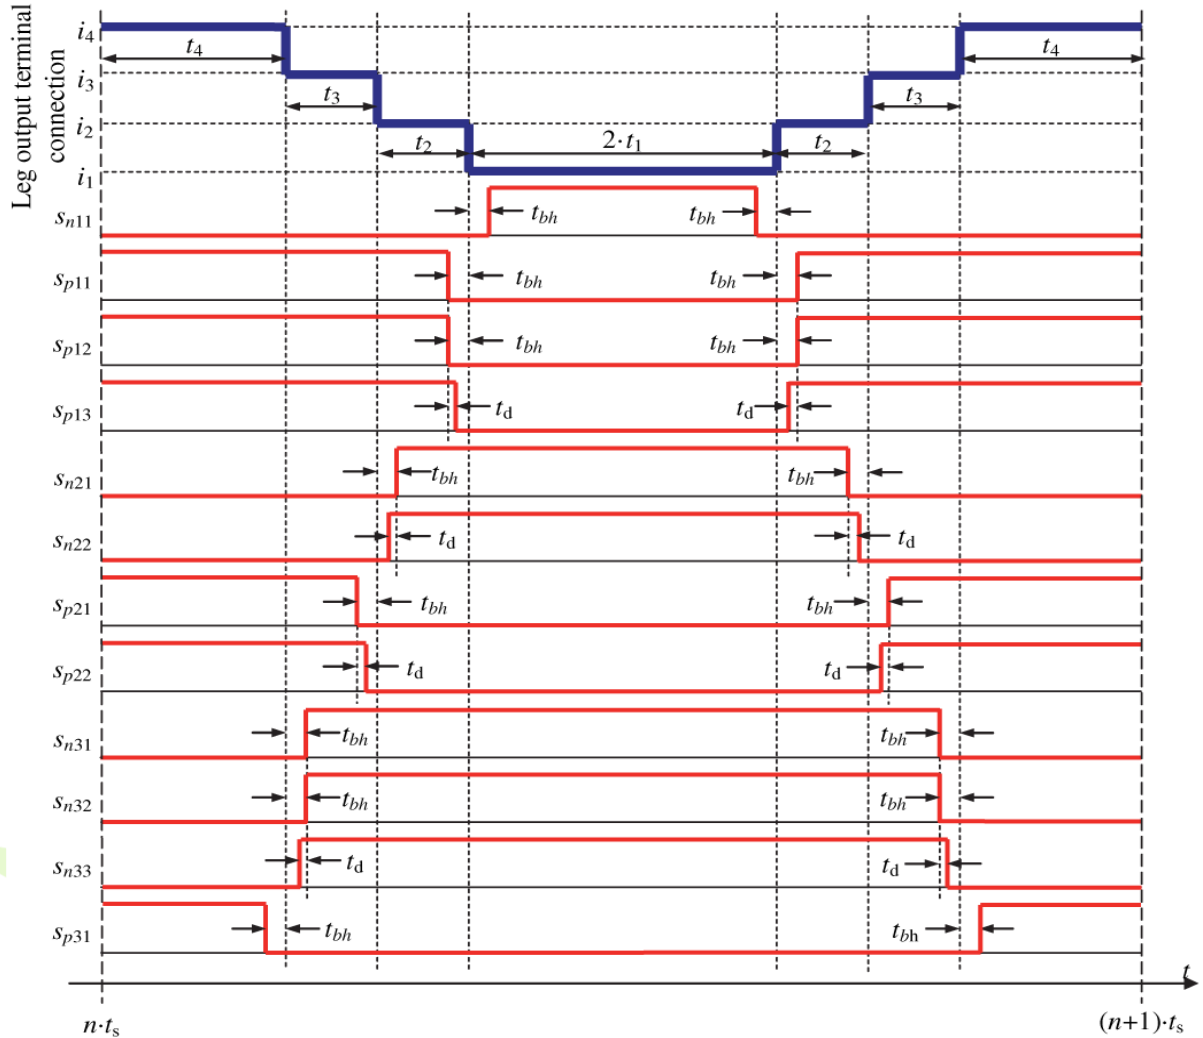 Leg output terminal
connection
i4
t4 t4
i3
t3 t3
i2
t2 2·t1 t2
i1
sn11 tbh tbh
sp11 tbh tbh
sp12 tbh tbh
sp13 td td
sn21 tbh tbh
sn22 td td
sp21 tbh tbh
sp22 td td
sn31 tbh tbh
sn32 tbh tbh
sn33 td td
sp31 tbh tbh
t
n·ts (n+1)·ts